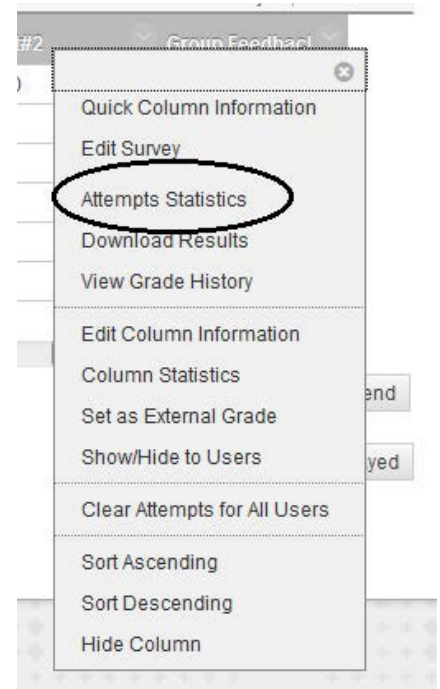 #2
Group Feedbacl
)
Quick Column Information
Edit Survey
Attempts Statistics
Download Results
View Grade History
Edit Column Information
Column Statistics
Set as External Grade
end
Show/Hide to Users
yed
Clear Attempts for All Users
Sort Ascending
Sort Descending
Hide Column